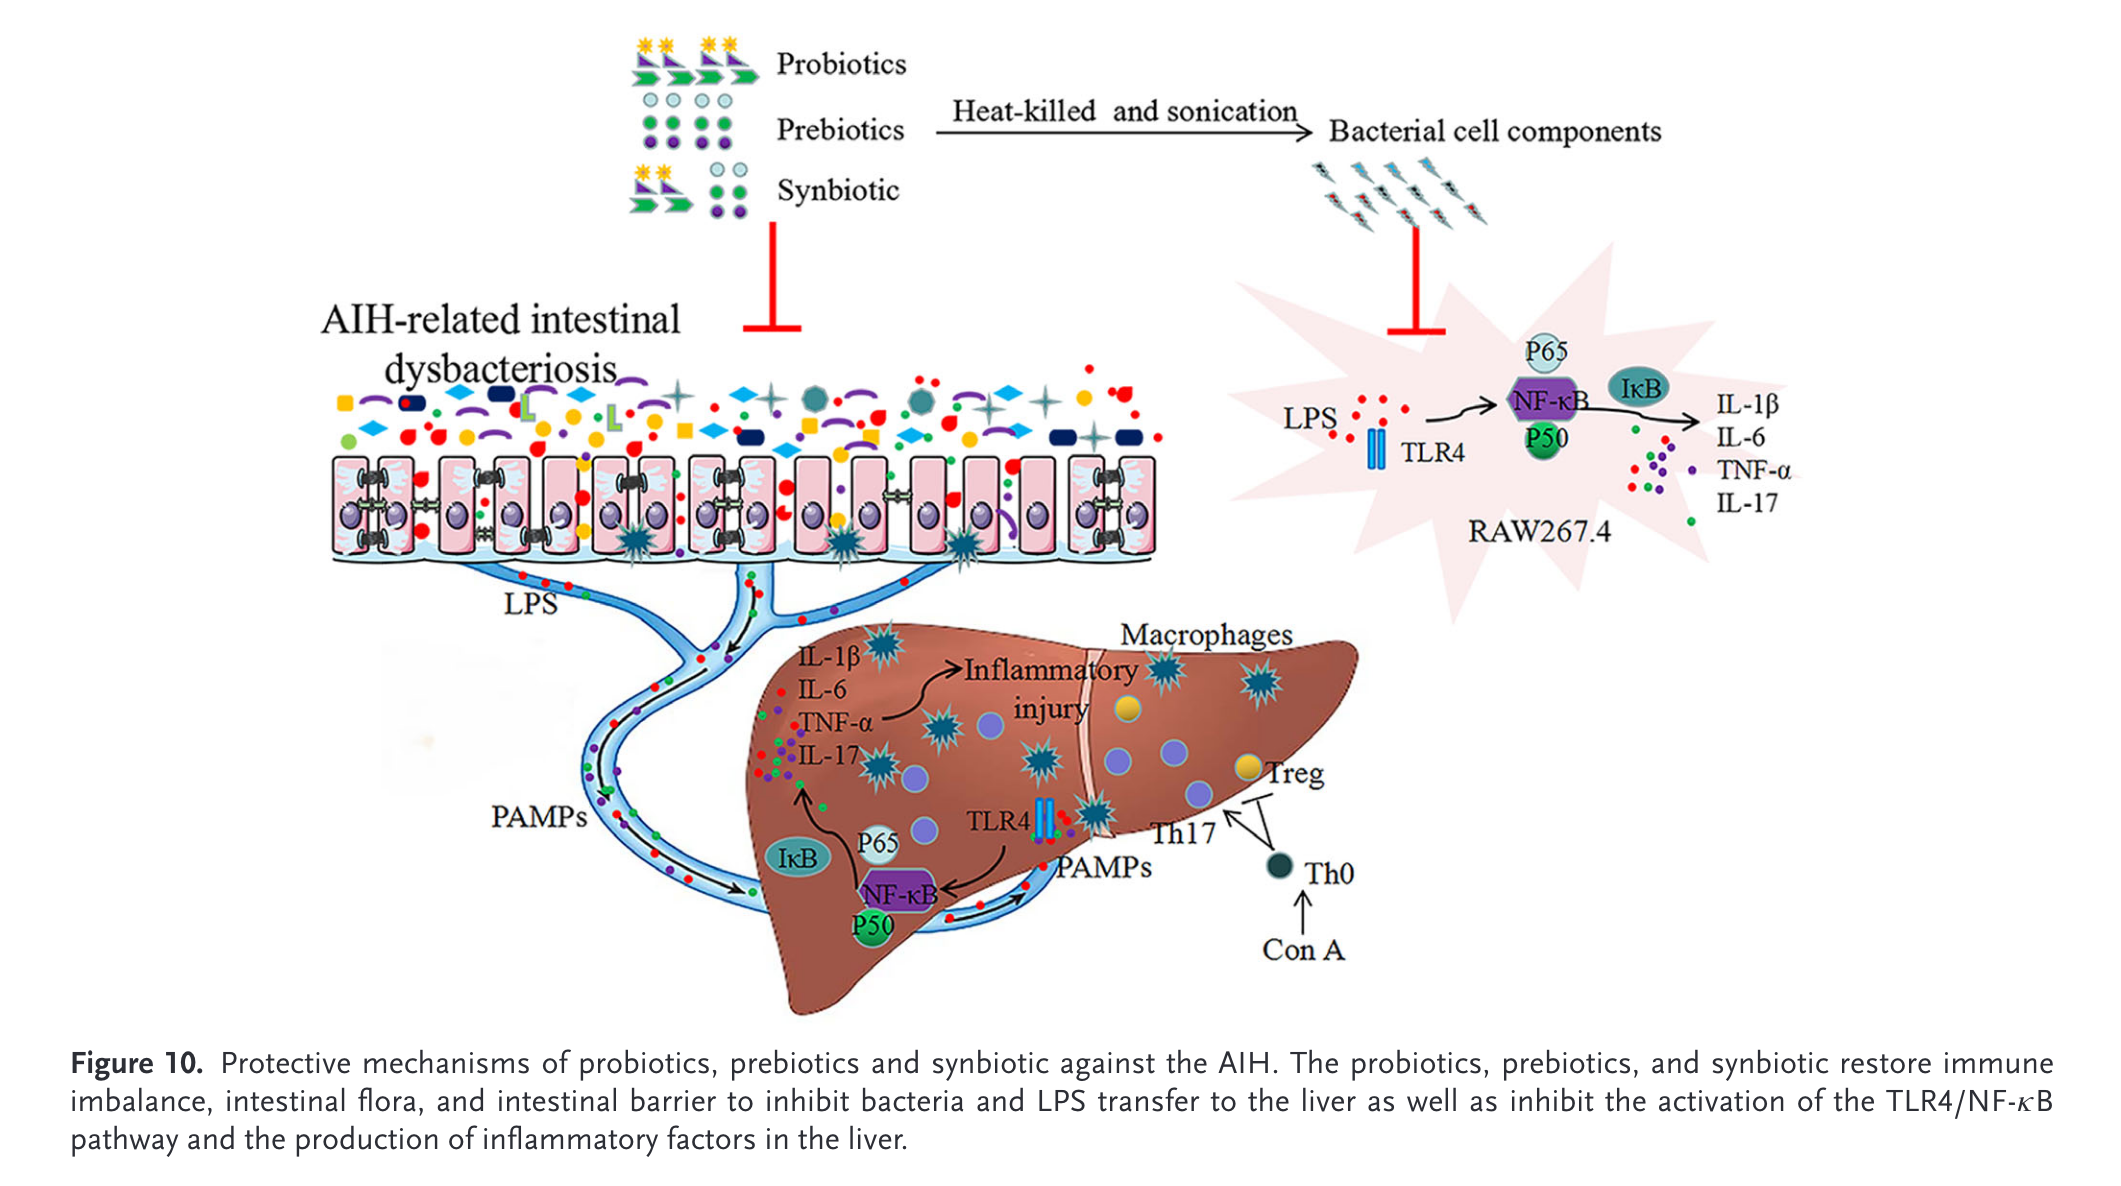 Probiotics
Prebiotics
Synbiotic
Heat-killed and sonication
Bacterial cell components
AIH-related intestinal
dysbacteriosis
LPS
TLR4
P65
NF-κB
P50
IκB
IL-1β
IL-6
TNF-α
IL-17
RAW267.4
LPS
PAMPs
IL-1β
IL-6
TNF-α
IL-17
Inflammatory
injury
Macrophages
Treg
Th17
Th0
Con A
TLR4
PAMPs
IκB
P65
NF-κB
P50
Figure 10. Protective mechanisms of probiotics, prebiotics and synbiotic against the AIH. The probiotics, prebiotics, and synbiotic restore immune
imbalance, intestinal flora, and intestinal barrier to inhibit bacteria and LPS transfer to the liver as well as inhibit the activation of the TLR4/NF-κB
pathway and the production of inflammatory factors in the liver.